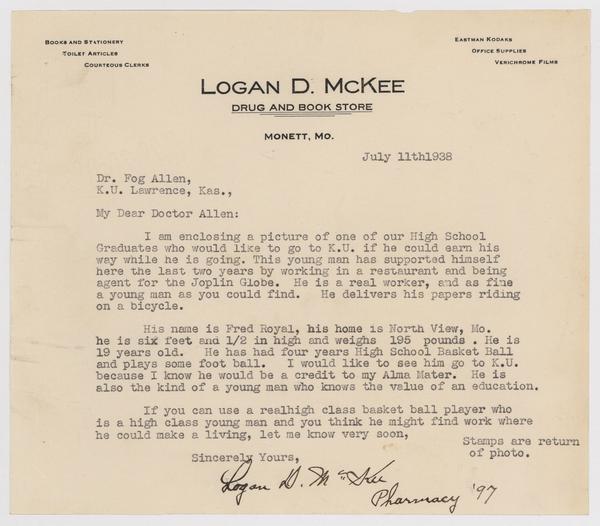 BOOKS AND STATIONERY
TOILET ARTICLES
COURTEOUS CLERKS
EASTMAN KODAKS
OFFICE SUPPLIES
VERICHROME FILMS
LOGAN D. MCKEE
DRUG AND BOOK STORE
MONETT, MO.
July 11th1938
Dr. Fog Allen,
K.U. Lawrence, Kas.,
My Dear Doctor Allen:
I am enclosing a picture of one of our High School
Graduates who would like to go to K.U. if he could earn his
way while he is going. This young man has supported himself
here the last two years by working in a restaurant and being
agent for the Joplin Globe. He is a real worker, and as fine
a young man as you could find. He delivers his papers riding
on a bicycle.
His name is Fred Royal, his home is North View, Mo.
he is six feet and 1/2 in high and weighs 195 pounds . He is
19 years old. He has had four years High School Basket Ball
and plays some foot ball. I would like to see him go to K.U.
because I know he would be a credit to my Alma Mater. He is
also the kind of a young man who knows the value of an education.
If you can use a realhigh class basket ball player who
is a high class young man and you think he might find work where
he could make a living, let me know very soon,
Stamps are return
of photo.
Sincerely Yours,
Logan D. McKee
Pharmacy '97